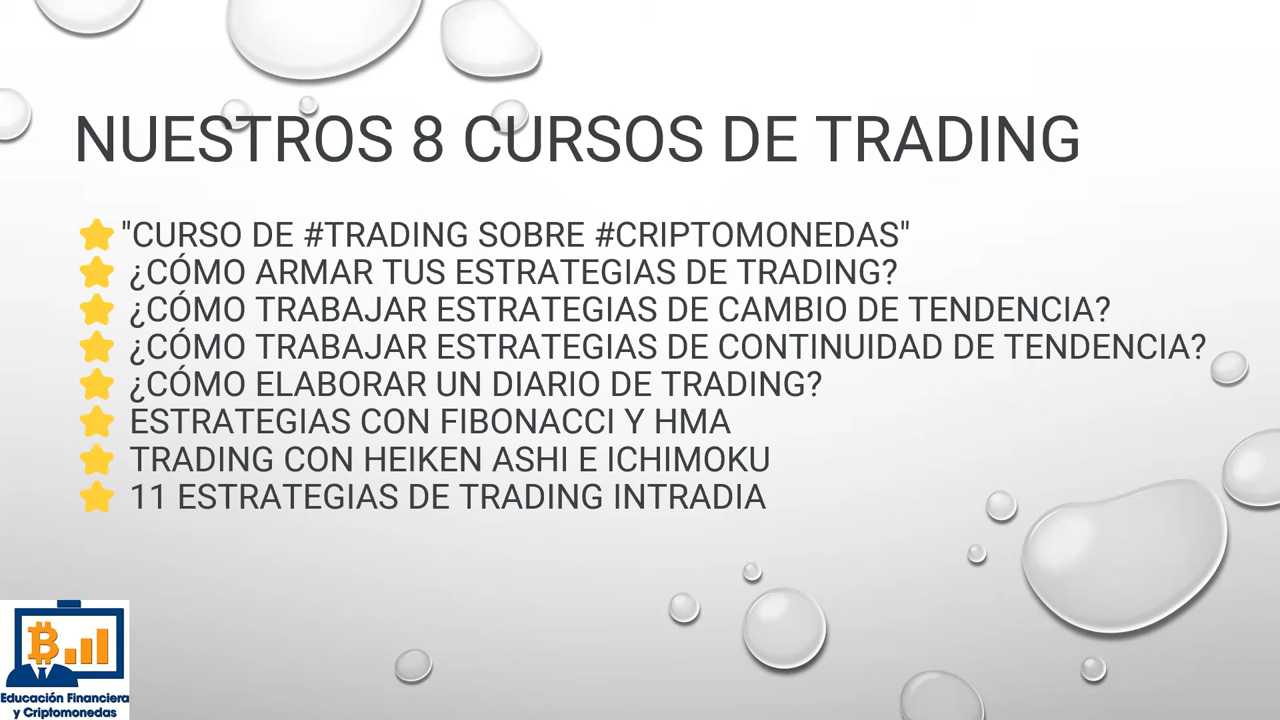 NUESTROS 8 CURSOS DE TRADING
"CURSO DE #TRADING SOBRE #CRIPTOMONEDAS"
¿CÓMO ARMAR TUS ESTRATEGIAS DE TRADING?
¿CÓMO TRABAJAR ESTRATEGIAS DE CAMBIO DE TENDENCIA?
¿CÓMO TRABAJAR ESTRATEGIAS DE CONTINUIDAD DE TENDENCIA?
¿CÓMO ELABORAR UN DIARIO DE TRADING?
ESTRATEGIAS CON FIBONACCI Y HMA
TRADING CON HEIKEN ASHI E ICHIMOKU
11 ESTRATEGIAS DE TRADING INTRADIA
Educación Financiera
y Criptomonedas